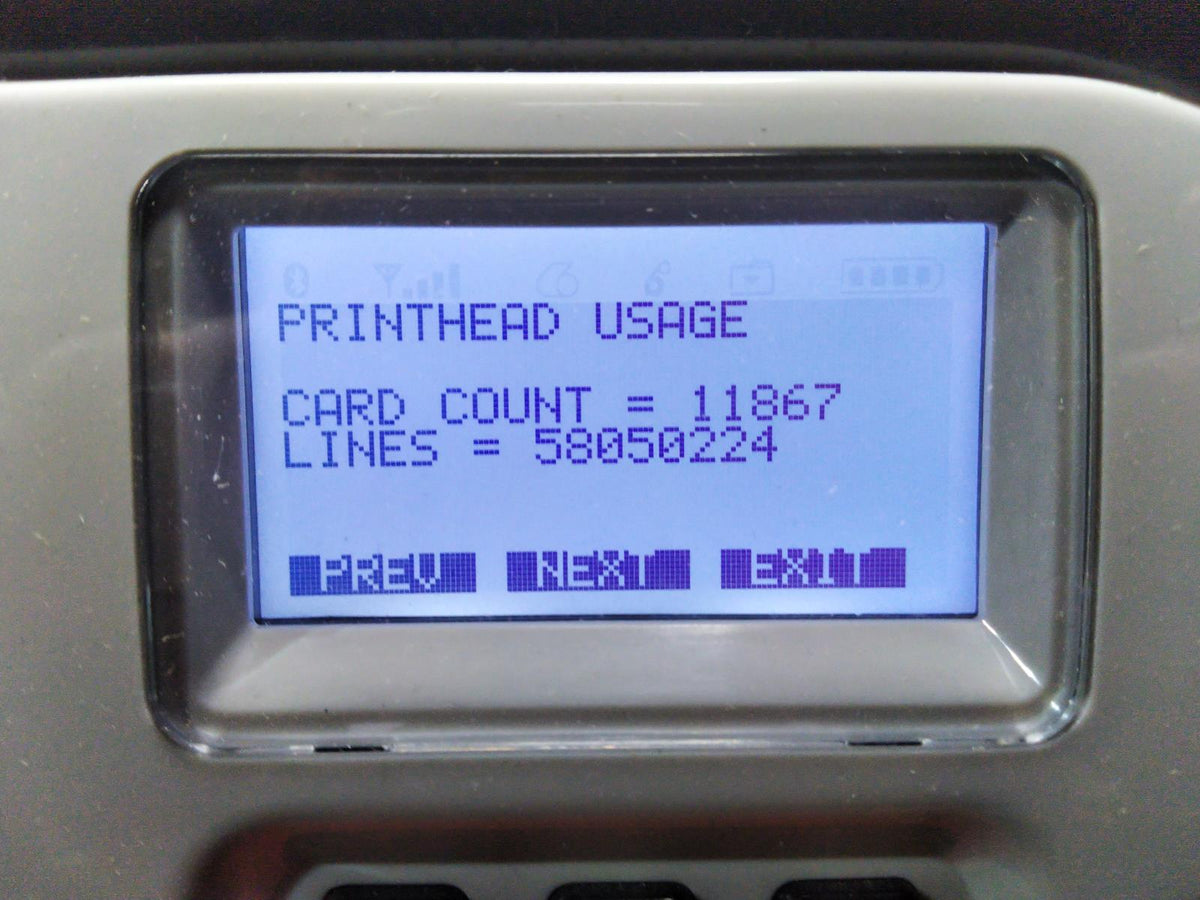 PRINTHEAD USAGE
CARD COUNT = 11867
LINES = 58050224
PREV NEXT EXIT